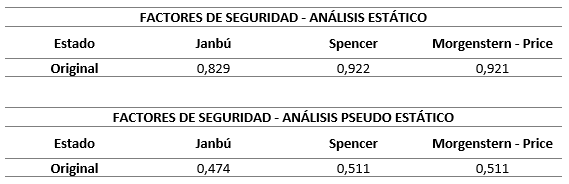 FACTORES DE SEGURIDAD - ANÁLISIS ESTÁTICO
Estado Janbú Spencer Morgenstern - Price
Original 0,829 0,922 0,921
FACTORES DE SEGURIDAD - ANÁLISIS PSEUDO ESTÁTICO
Estado Janbú Spencer Morgenstern - Price
Original 0,474 0,511 0,511